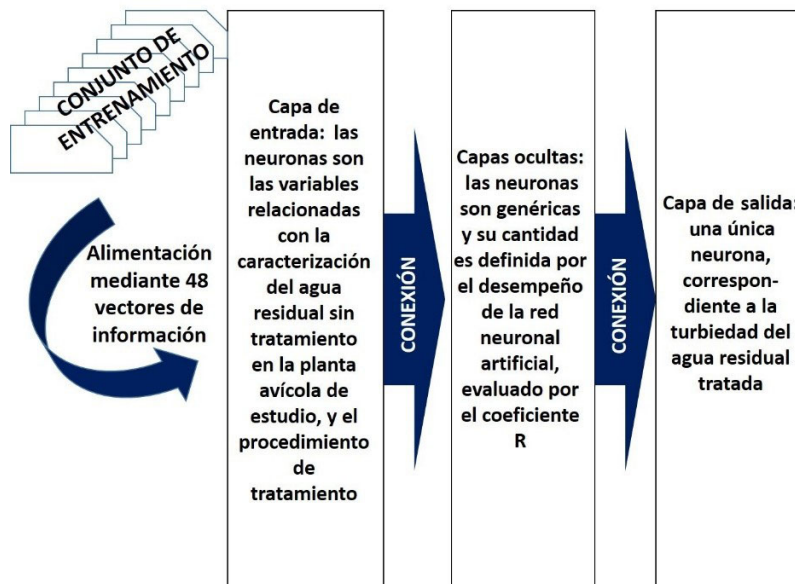 CONJUNTO DE
ENTRENAMIENTO
Alimentación
mediante 48
vectores de
información
Capa de
entrada: las
neuronas son
las variables
relacionadas
con la
caracterización
del agua
residual sin
tratamiento
en la planta
avícola de
estudio, y el
procedimiento
de
tratamiento
CONEXIÓN
Capas ocultas:
las neuronas
son genéricas
y su cantidad
es definida por
el desempeño
de la red
neuronal
artificial,
evaluado por
el coeficiente
R
CONEXIÓN
Capa de salida:
una única
neurona,
correspon-
diente a la
turbiedad del
agua residual
tratada